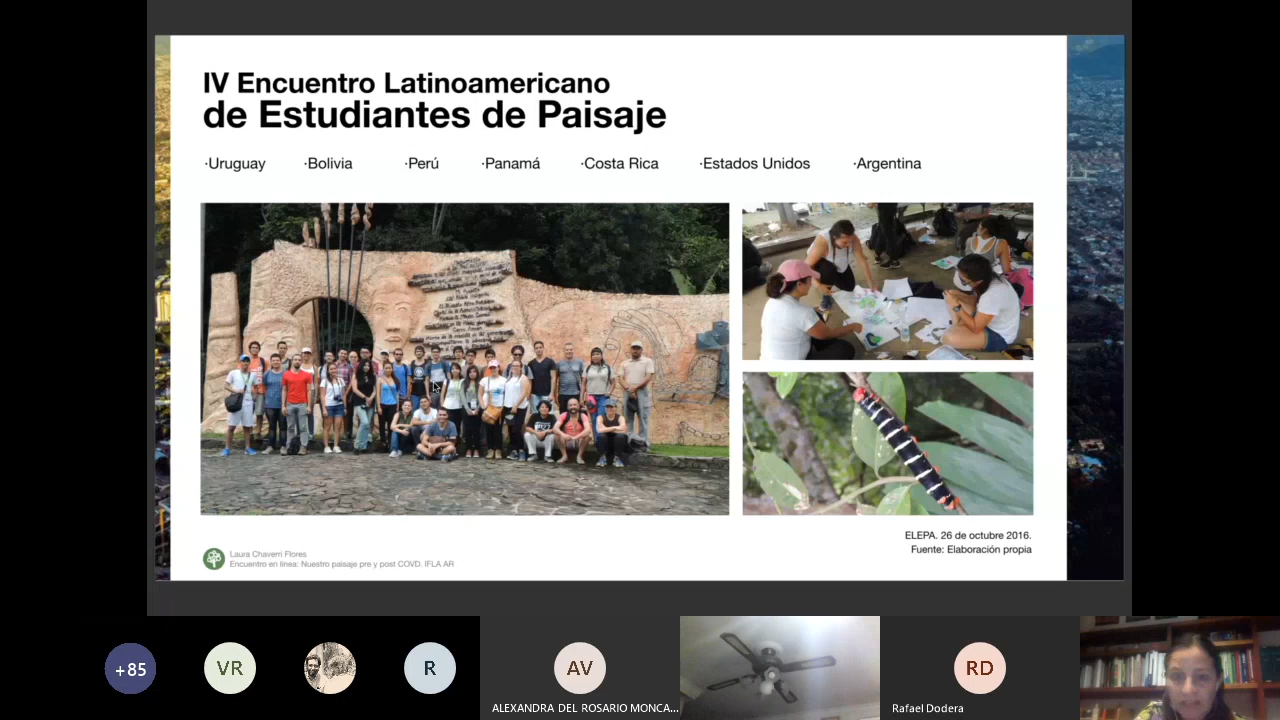 IV Encuentro Latinoamericano
de Estudiantes de Paisaje
·Uruguay ·Bolivia ·Perú ·Panamá ·Costa Rica ·Estados Unidos ·Argentina
ELEPA. 26 de octubre 2016.
Fuente: Elaboración propia
Laura Chaverri Flores
Encuentro en línea: Nuestro paisaje pre y post COVD. IFLA AR
+85
VR
R
AV
RD
ALEXANDRA DEL ROSARIO MONCA...
Rafael Dodera